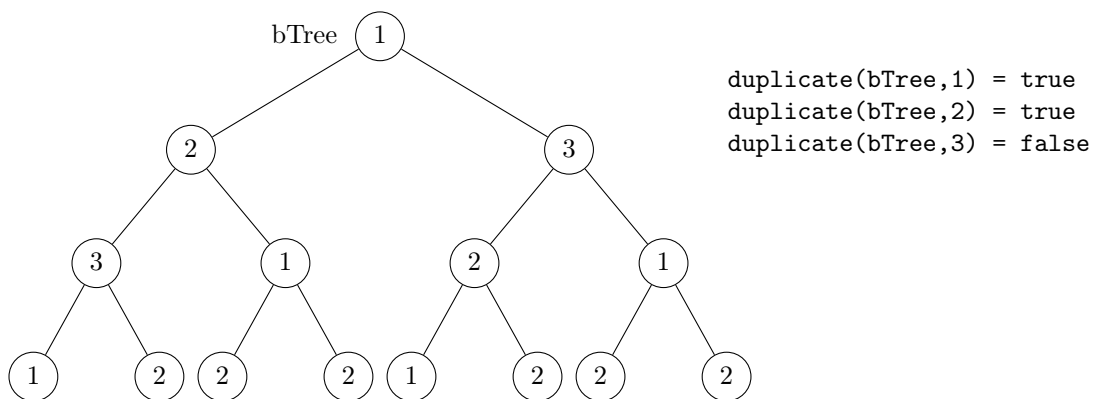 bTree 1
2 3
3 1 2 1
1 2 2 2 1 2 2 2
duplicate(bTree,1) = true
duplicate(bTree,2) = true
duplicate(bTree,3) = false